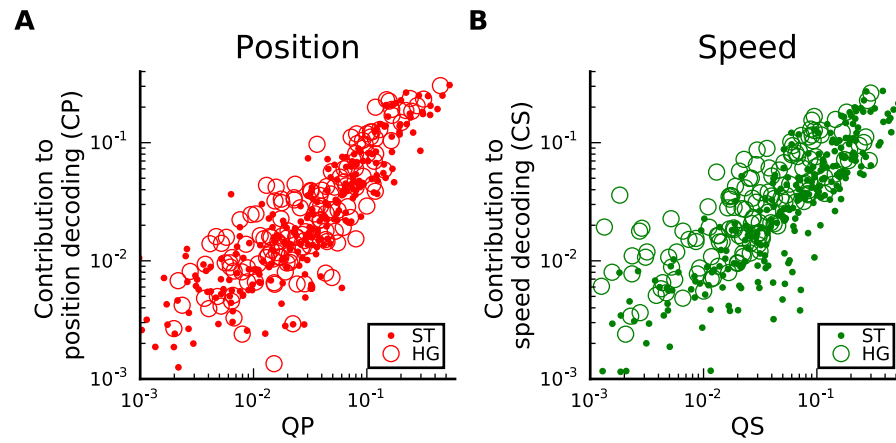 A
Position
Contribution to
position decoding (CP)
10⁻¹
10⁻²
10⁻³
10⁻³
10⁻²
10⁻¹
QP
ST
HG
B
Speed
Contribution to
speed decoding (CS)
10⁻¹
10⁻²
10⁻³
10⁻³
10⁻²
10⁻¹
QS
ST
HG